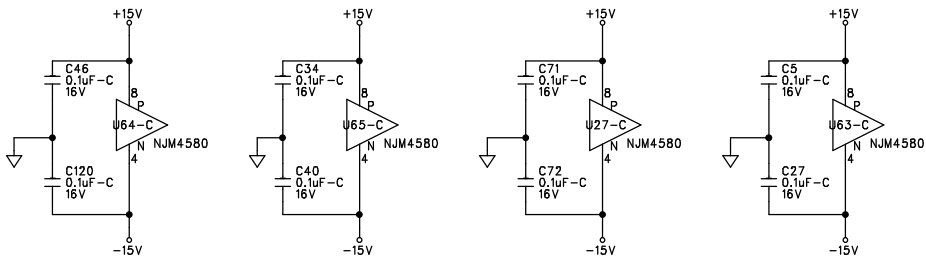 +15V
C46
0.1uF-C
16V
8
P
U64-C
N
NJM4580
4
C120
0.1uF-C
16V
-15V
+15V
C34
0.1uF-C
16V
8
P
U65-C
N
NJM4580
4
C40
0.1uF-C
16V
-15V
+15V
C71
0.1uF-C
16V
8
P
U27-C
N
NJM4580
4
C72
0.1uF-C
16V
-15V
+15V
C5
0.1uF-C
16V
8
P
U63-C
N
NJM4580
4
C27
0.1uF-C
16V
-15V